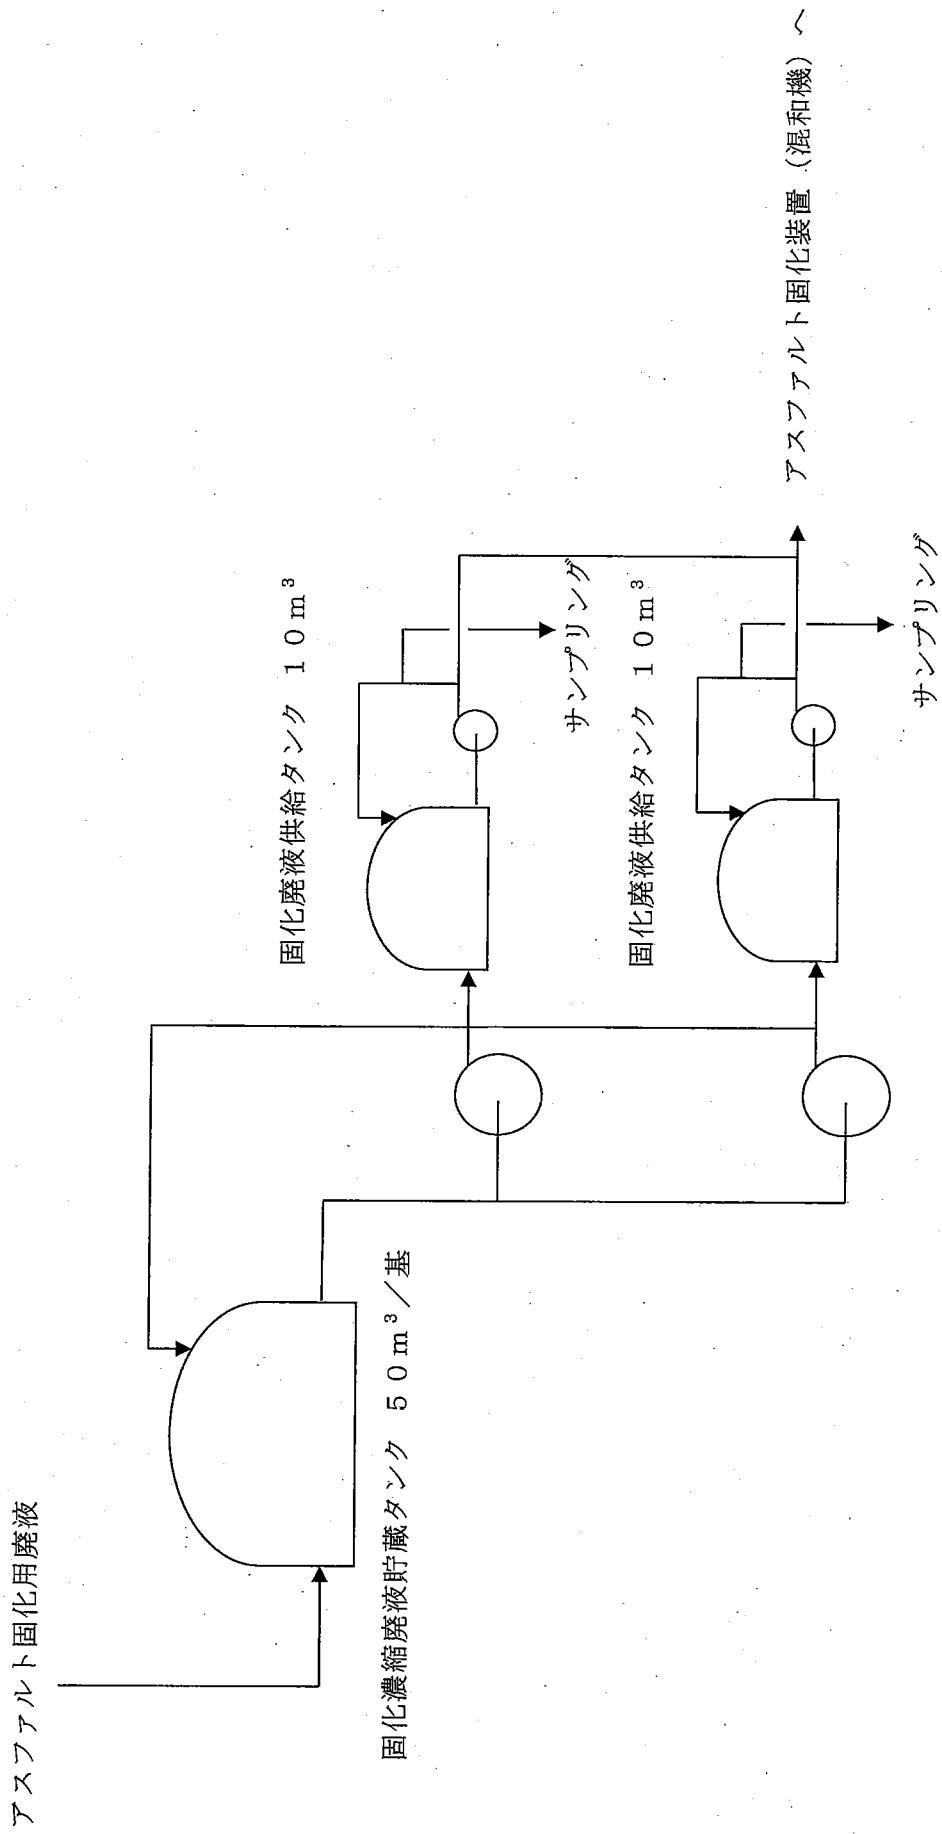 アスファルト固化用廃液
固化濃縮廃液貯蔵タンク 50m³/基
固化廃液供給タンク 10m³
サンプリング
固化廃液供給タンク 10m³
サンプリング
アスファルト固化装置(混和機)へ